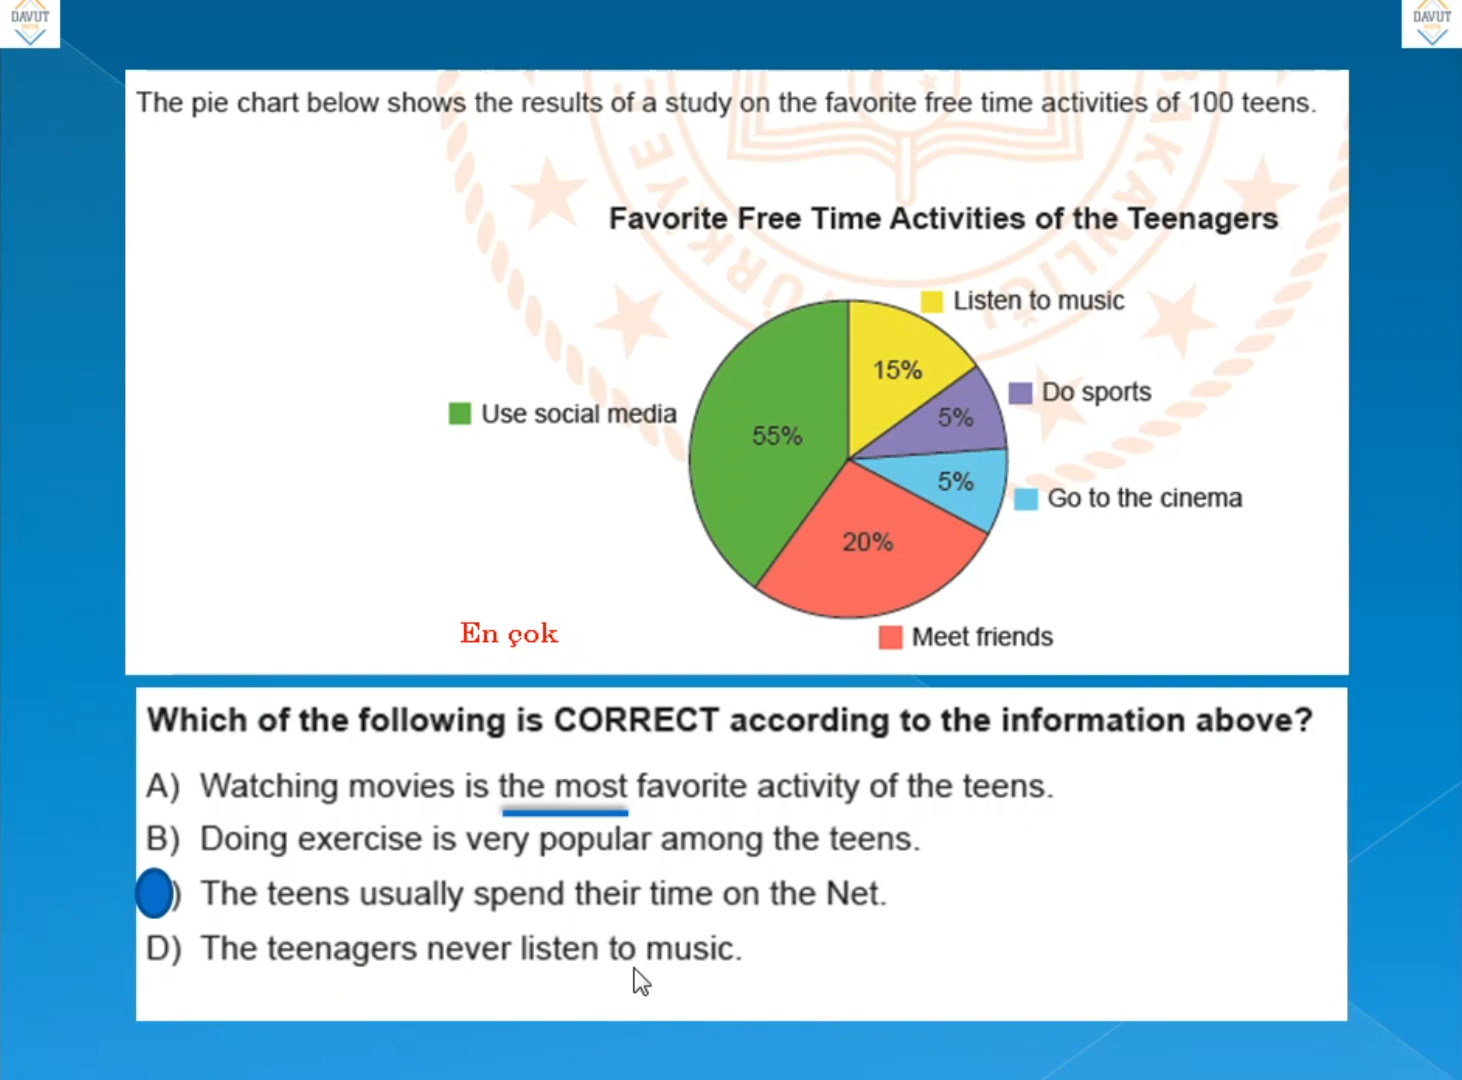 DAVUT
DAVUT
The pie chart below shows the results of a study on the favorite free time activities of 100 teens.
Favorite Free Time Activities of the Teenagers
Listen to music
15%
Do sports
5%
Use social media
55%
5%
Go to the cinema
20%
En çok
Meet friends
Which of the following is CORRECT according to the information above?
A) Watching movies is the most favorite activity of the teens.
B) Doing exercise is very popular among the teens.
) The teens usually spend their time on the Net.
D) The teenagers never listen to music.